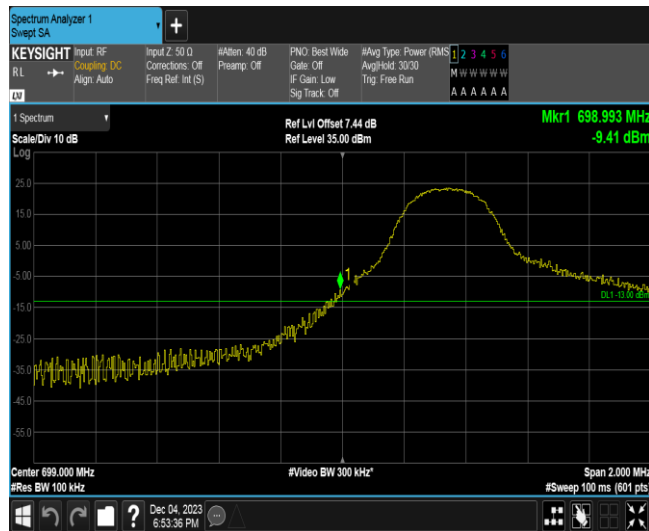 Spectrum Analyzer 1
Swept SA
KEYSIGHT
RL
LXI
Input: RF
Coupling: DC
Align: Auto
Input Z: 50 Ω
Corrections: Off
Freq Ref: Int (S)
#Atten: 40 dB
Preamp: Off
PNO: Best Wide
Gate: Off
IF Gain: Low
Sig Track: Off
#Avg Type: Power (RMS
Avg|Hold: 30/30
Trig: Free Run
1 2 3 4 5 6
M W W W W W
A A A A A A
1 Spectrum
Scale/Div 10 dB
Log
Ref Lvl Offset 7.44 dB
Ref Level 35.00 dBm
Mkr1 698.993 MHz
-9.41 dBm
25.0
15.0
5.00
-5.00
-15.0
-25.0
-35.0
-45.0
-55.0
1
DL1 -13.00 dBm
Center 699.000 MHz
#Res BW 100 kHz
#Video BW 300 kHz*
Span 2.000 MHz
#Sweep 100 ms (601 pts)
?
Dec 04, 2023
6:53:36 PM